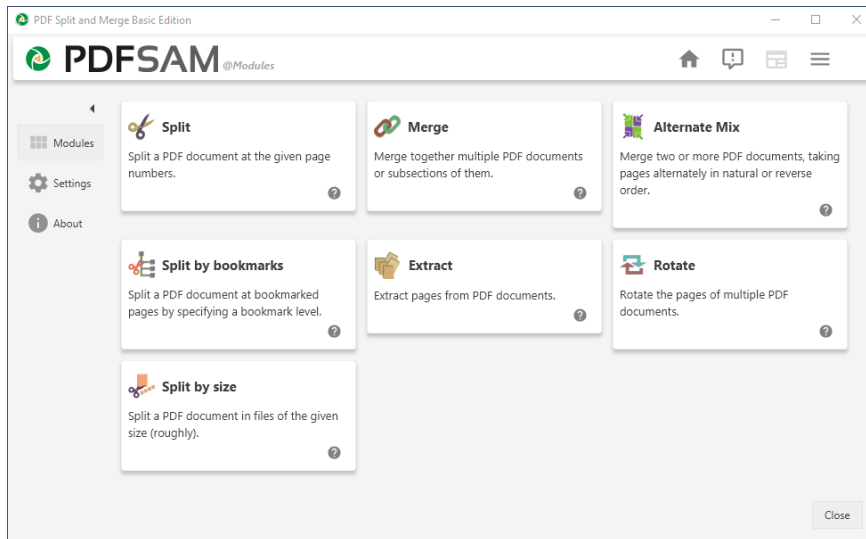 PDF Split and Merge Basic Edition
PDFSAM @Modules
Modules
Settings
About
Split
Split a PDF document at the given page
numbers.
Merge
Merge together multiple PDF documents
or subsections of them.
Alternate Mix
Merge two or more PDF documents, taking
pages alternately in natural or reverse
order.
Split by bookmarks
Split a PDF document at bookmarked
pages by specifying a bookmark level.
Extract
Extract pages from PDF documents.
Rotate
Rotate the pages of multiple PDF
documents.
Split by size
Split a PDF document in files of the given
size (roughly).
Close